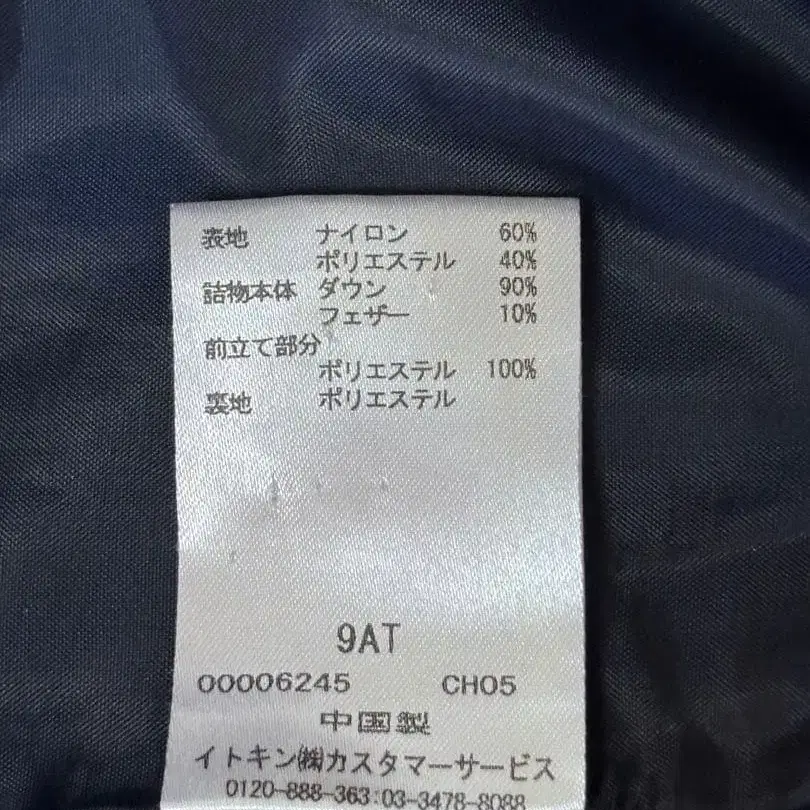 表地 ナイロン 60%
ポリエステル 40%
詰物本体 ダウン 90%
フェザー 10%
前立て部分
ポリエステル 100%
裏地 ポリエステル
9AT
00006245 CH05
中国製
イトキン㈱カスタマーサービス
0120-888-363:03-3478-8088